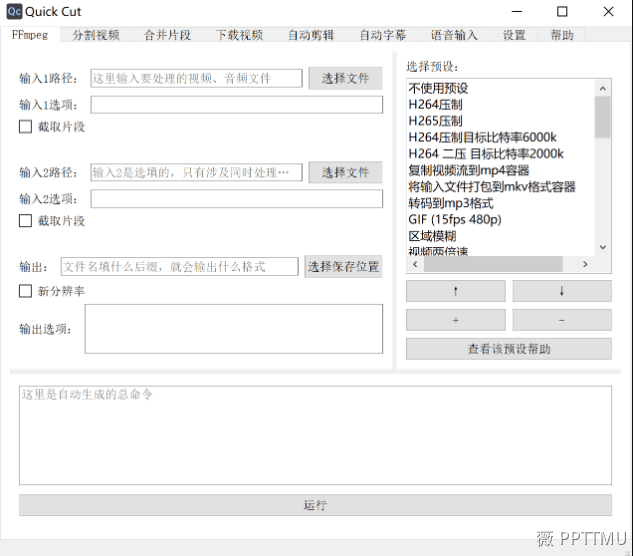 Qc Quick Cut
FFmpeg 分割视频 合并片段 下载视频 自动剪辑 自动字幕 语音输入 设置 帮助
输入1路径： 这里输入要处理的视频、音频文件 选择文件
输入1选项：
截取片段
输入2路径： 输入2是选填的，只有涉及同时处理… 选择文件
输入2选项：
截取片段
输出： 文件名填什么后缀，就会输出什么格式 选择保存位置
新分辨率
输出选项：
选择预设：
不使用预设
H264压制
H265压制
H264压制目标比特率6000k
H264 二压 目标比特率2000k
复制视频流到mp4容器
将输入文件打包到mkv格式容器
转码到mp3格式
GIF (15fps 480p)
区域模糊
视频两倍速
↑ ↓
+ -
查看该预设帮助
这里是自动生成的总命令
运行
薇 PPTTMU